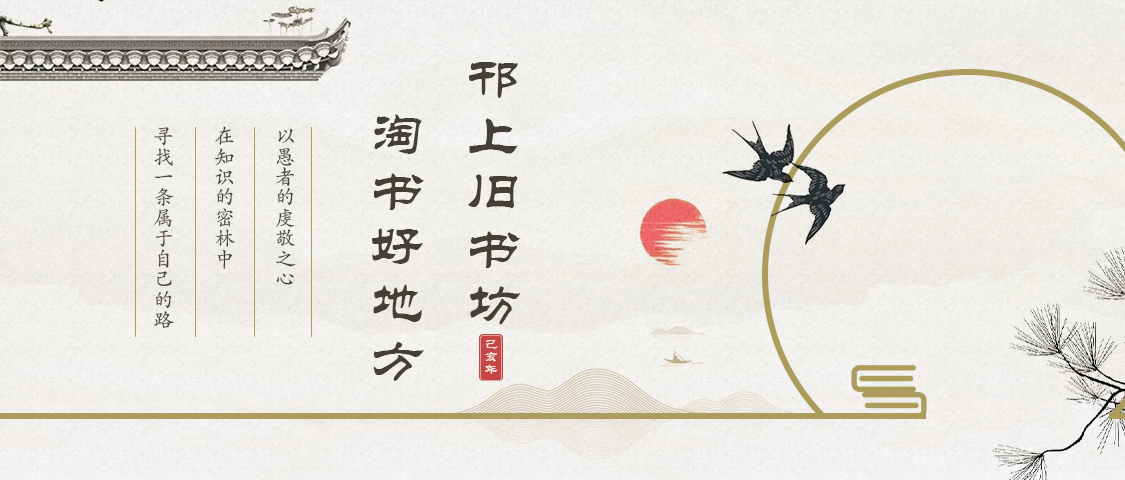 邗上旧书坊
己亥年
淘书好地方
以愚者的虔敬之心
在知识的密林中
寻找一条属于自己的路